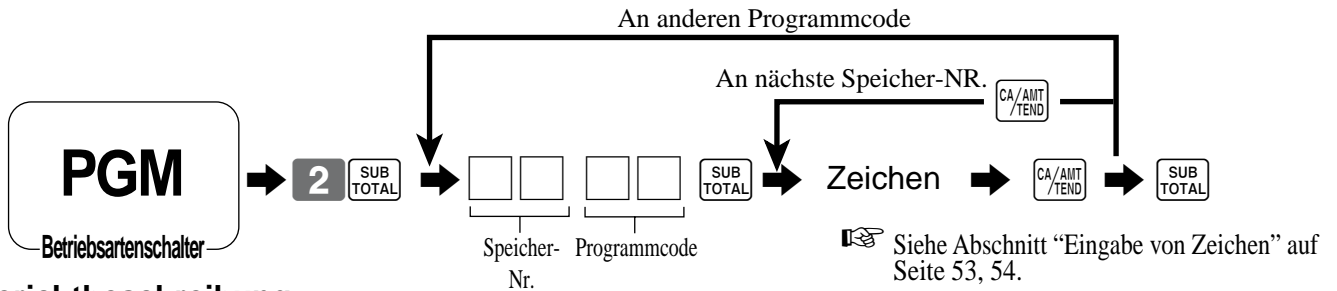 An anderen Programmcode
An nächste Speicher-NR.
CA/AMT
/TEND
PGM
Betriebsartenschalter
2
SUB
TOTAL
SUB
TOTAL
Zeichen
CA/AMT
/TEND
SUB
TOTAL
Speicher-
Nr.
Programmcode
☞ Siehe Abschnitt “Eingabe von Zeichen” auf
Seite 53, 54.